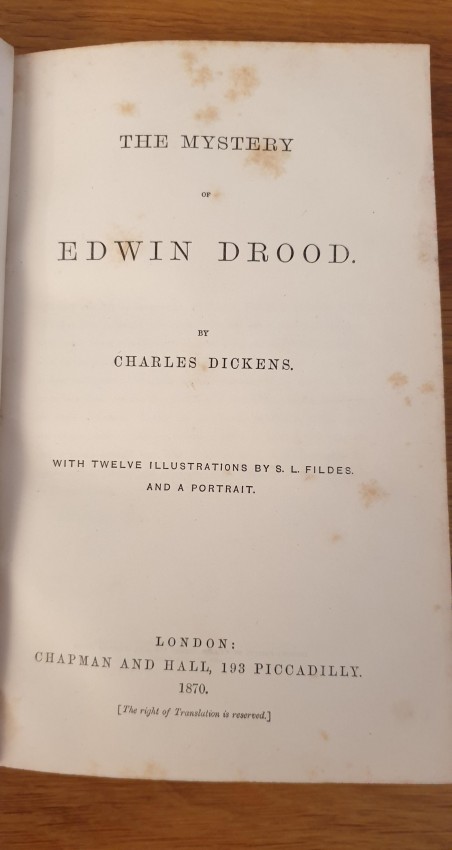 THE MYSTERY
OF
EDWIN DROOD.
BY
CHARLES DICKENS.
WITH TWELVE ILLUSTRATIONS BY S. L. FILDES.
AND A PORTRAIT.
LONDON:
CHAPMAN AND HALL, 193 PICCADILLY.
1870.
[The right of Translation is reserved.]